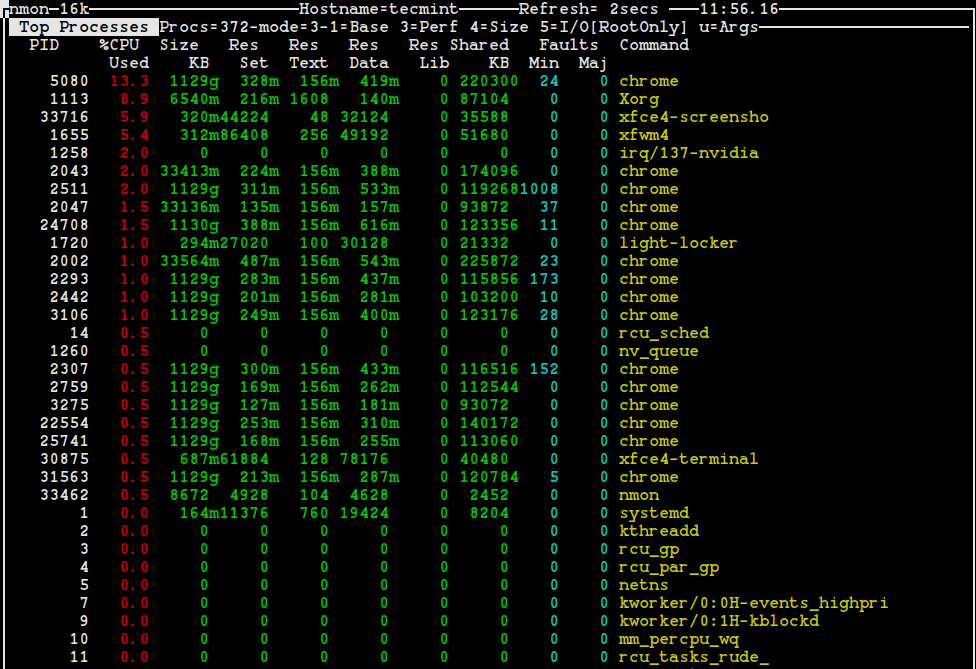 nmon─16k─Hostname=tecmint─Refresh= 2secs ─11:56.16─
Top Processes Procs=372-mode=3-1=Base 3=Perf 4=Size 5=I/O[RootOnly] u=Args
PID %CPU Size Res Res Res Res Shared Faults Command
Used KB Set Text Data Lib KB Min Maj
5080 13.3 1129g 328m 156m 419m 0 220300 24 0 chrome
1113 8.9 6540m 216m 1608 140m 0 87104 0 0 Xorg
33716 5.9 320m44224 48 32124 0 35588 0 0 xfce4-screensho
1655 5.4 312m86408 256 49192 0 51680 0 0 xfwm4
1258 2.0 0 0 0 0 0 0 0 0 irq/137-nvidia
2043 2.0 33413m 224m 156m 388m 0 174096 0 0 chrome
2511 2.0 1129g 311m 156m 533m 0 1192681008 0 chrome
2047 1.5 33136m 135m 156m 157m 0 93872 37 0 chrome
24708 1.5 1130g 388m 156m 616m 0 123356 11 0 chrome
1720 1.0 294m27020 100 30128 0 21332 0 0 light-locker
2002 1.0 33564m 487m 156m 543m 0 225872 23 0 chrome
2293 1.0 1129g 283m 156m 437m 0 115856 173 0 chrome
2442 1.0 1129g 201m 156m 281m 0 103200 10 0 chrome
3106 1.0 1129g 249m 156m 400m 0 123176 28 0 chrome
14 0.5 0 0 0 0 0 0 0 0 rcu_sched
1260 0.5 0 0 0 0 0 0 0 0 nv_queue
2307 0.5 1129g 300m 156m 433m 0 116516 152 0 chrome
2759 0.5 1129g 169m 156m 262m 0 112544 0 0 chrome
3275 0.5 1129g 127m 156m 181m 0 93072 0 0 chrome
22554 0.5 1129g 253m 156m 310m 0 140172 0 0 chrome
25741 0.5 1129g 168m 156m 255m 0 113060 0 0 chrome
30875 0.5 687m61884 128 78176 0 40480 0 0 xfce4-terminal
31563 0.5 1129g 213m 156m 287m 0 120784 5 0 chrome
33462 0.5 8672 4928 104 4628 0 2452 0 0 nmon
1 0.0 164m11376 760 19424 0 8204 0 0 systemd
2 0.0 0 0 0 0 0 0 0 0 kthreadd
3 0.0 0 0 0 0 0 0 0 0 rcu_gp
4 0.0 0 0 0 0 0 0 0 0 rcu_par_gp
5 0.0 0 0 0 0 0 0 0 0 netns
7 0.0 0 0 0 0 0 0 0 0 kworker/0:0H-events_highpri
9 0.0 0 0 0 0 0 0 0 0 kworker/0:1H-kblockd
10 0.0 0 0 0 0 0 0 0 0 mm_percpu_wq
11 0.0 0 0 0 0 0 0 0 0 rcu_tasks_rude_